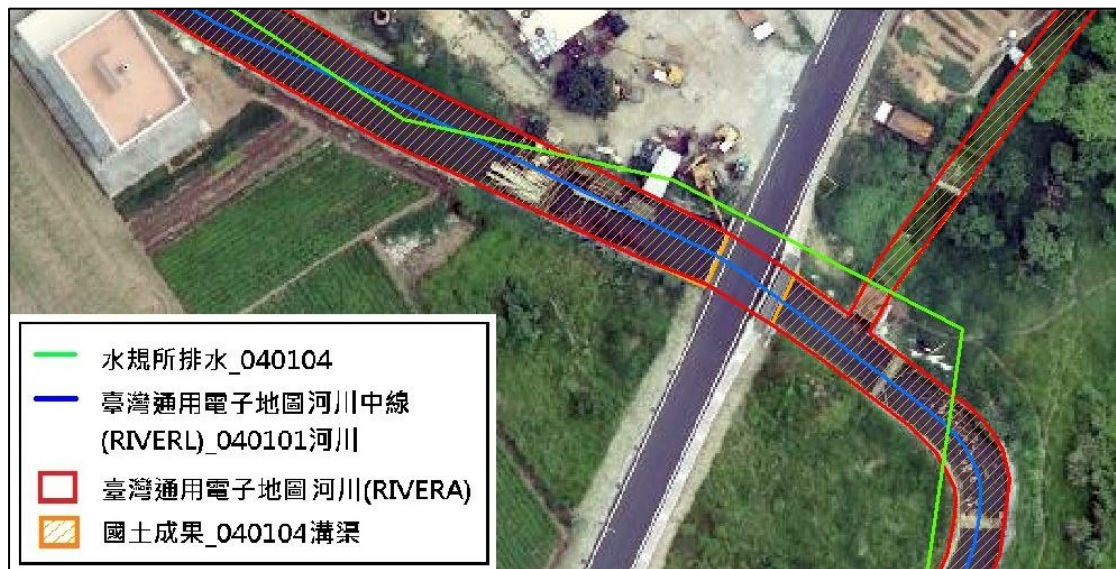 水規所排水_040104
臺灣通用電子地圖河川中線
(RIVERL)_040101河川
臺灣通用電子地圖河川(RIVERA)
國土成果_040104溝渠